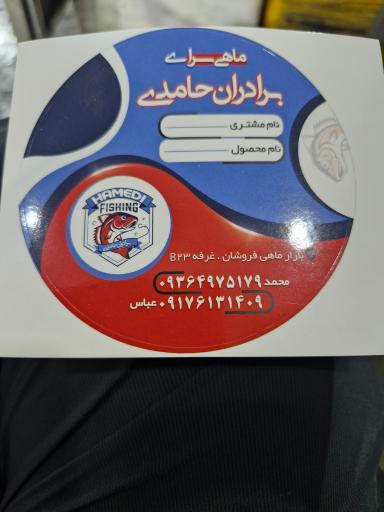 ماهی سرای
برادران حامدی
نام مشتری
نام محصول
HAMEDI
FISHING
بازار ماهی فروشان ، غرفه B۲۳
محمد ۰۹۳۶۴۹۷۵۱۷۹
۰۹۱۷۶۱۳۱۴۰۹ عباس